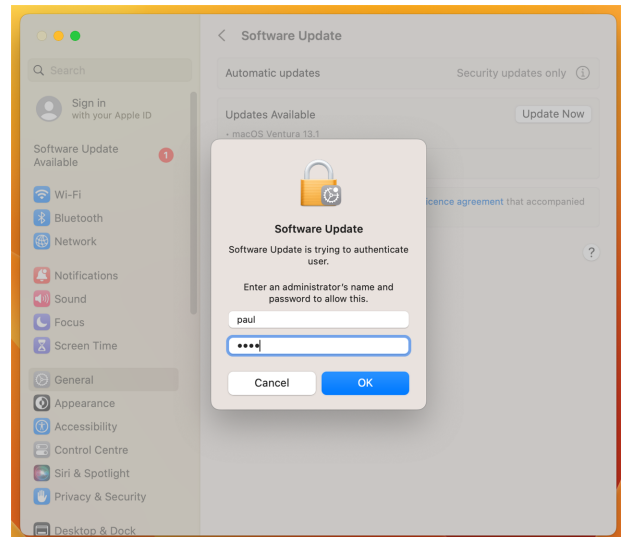 Software Update
Search
Automatic updates
Security updates only
Sign in
with your Apple ID
Updates Available
Update Now
• macOS Ventura 13.1
Software Update
Available
1
Wi-Fi
licence agreement that accompanied
Bluetooth
Network
?
Notifications
Sound
Focus
Screen Time
General
Appearance
Accessibility
Control Centre
Siri & Spotlight
Privacy & Security
Desktop & Dock
Software Update
Software Update is trying to authenticate
user.
Enter an administrator's name and
password to allow this.
paul
••••
Cancel
OK